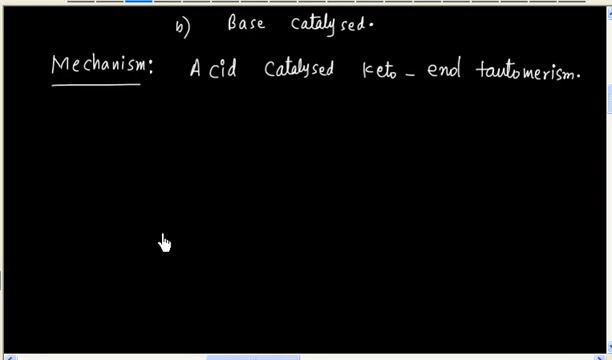 b) Base catalysed.
Mechanism: Acid Catalysed keto - enol tautomerism.